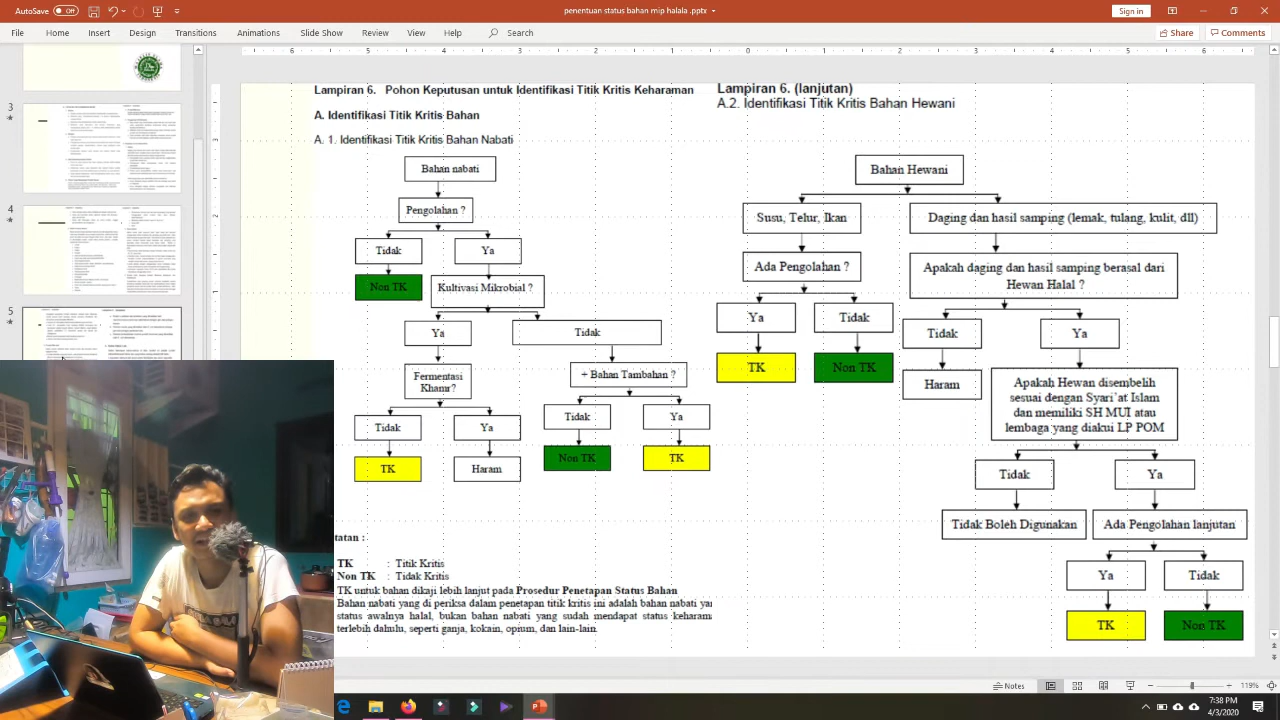 AutoSave
Off
penentuan status bahan mip halala .pptx
Sign in
File
Home
Insert
Design
Transitions
Animations
Slide Show
Review
View
Help
Search
Share
Comments
3
5
Lampiran 6. Pohon Keputusan untuk Identifikasi Titik Kritis Keharaman
A. Identifikasi Titik Kritis Bahan
A. 1. Identifikasi Titik Kritis Bahan Nabati
Bahan nabati
Pengolahan ?
Tidak
Ya
Non TK
Kultivasi Mikrobial ?
Ya
Tidak
Fermentasi
Khamr?
+ Bahan Tambahan ?
Tidak
Ya
Tidak
Ya
TK
Haram
Non TK
TK
tatan :
TK : Titik Kritis
Non TK : Tidak Kritis
TK untuk bahan dikaji lebih lanjut pada Prosedur Penetapan Status Bahan
Bahan nabati yang di periksa dalam penetapan titik kritis ini adalah bahan nabati yan
status awalnya halal, bukan bahan nabati yang sudah mendapat status keharama
terlebih dahulu, seperti ganja, kokain, opium, dan lain-lain.
Lampiran 6. (lanjutan)
A.2. Identifikasi Titik Kritis Bahan Hewani
Bahan Hewani
Susu, Telur, Ikan
Daging dan hasil samping (lemak, tulang, kulit, dll)
Ada Pengolahan ?
Apakah daging dan hasil samping berasal dari
Hewan Halal ?
Ya
Tidak
Tidak
Ya
TK
Non TK
Haram
Apakah Hewan disembelih
sesuai dengan Syari'at Islam
dan memiliki SH MUI atau
lembaga yang diakui LP POM
Tidak
Ya
Tidak Boleh Digunakan
Ada Pengolahan lanjutan
Ya
Tidak
TK
Non TK
Notes
119%
7:38 PM
4/3/2020